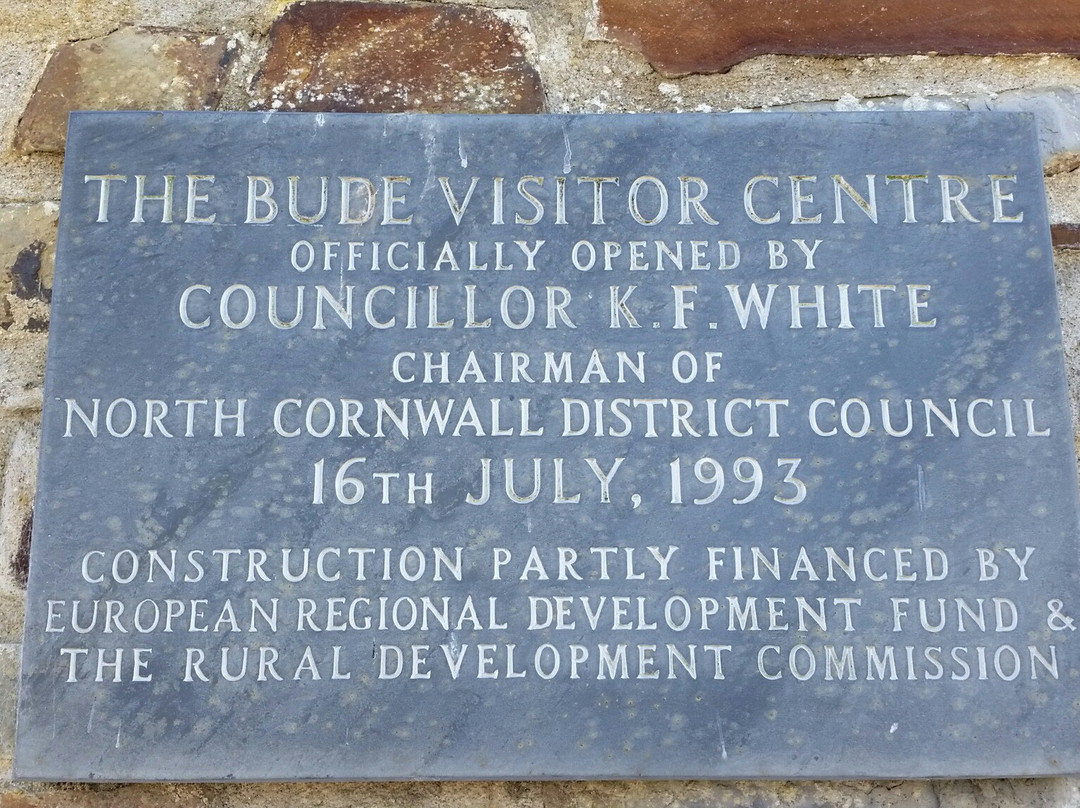 THE BUDE VISITOR CENTRE
OFFICIALLY OPENED BY
COUNCILLOR K.F.WHITE
CHAIRMAN OF
NORTH CORNWALL DISTRICT COUNCIL
16TH JULY, 1993
CONSTRUCTION PARTLY FINANCED BY
EUROPEAN REGIONAL DEVELOPMENT FUND &
THE RURAL DEVELOPMENT COMMISSION